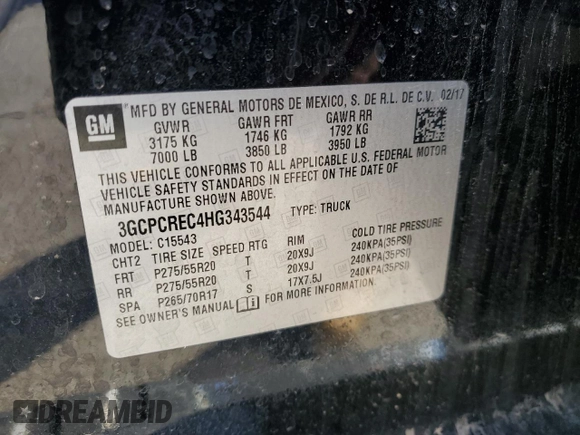 GM
MFD BY GENERAL MOTORS DE MEXICO, S. DE R.L. DE C.V. 02/17
GVWR GAWR FRT GAWR RR
3175 KG 1746 KG 1792 KG
7000 LB 3850 LB 3950 LB
THIS VEHICLE CONFORMS TO ALL APPLICABLE U.S. FEDERAL MOTOR
VEHICLE SAFETY STANDARDS IN EFFECT ON THE DATE OF
MANUFACTURE SHOWN ABOVE.
3GCPCREC4HG343544 TYPE: TRUCK
MODEL: C15543
CHT2 TIRE SIZE SPEED RTG RIM COLD TIRE PRESSURE
FRT P275/55R20 T 20X9J 240KPA(35PSI)
RR P275/55R20 T 20X9J 240KPA(35PSI)
SPA P265/70R17 S 17X7.5J 240KPA(35PSI)
SEE OWNER'S MANUAL FOR MORE INFORMATION.
DREAMBID